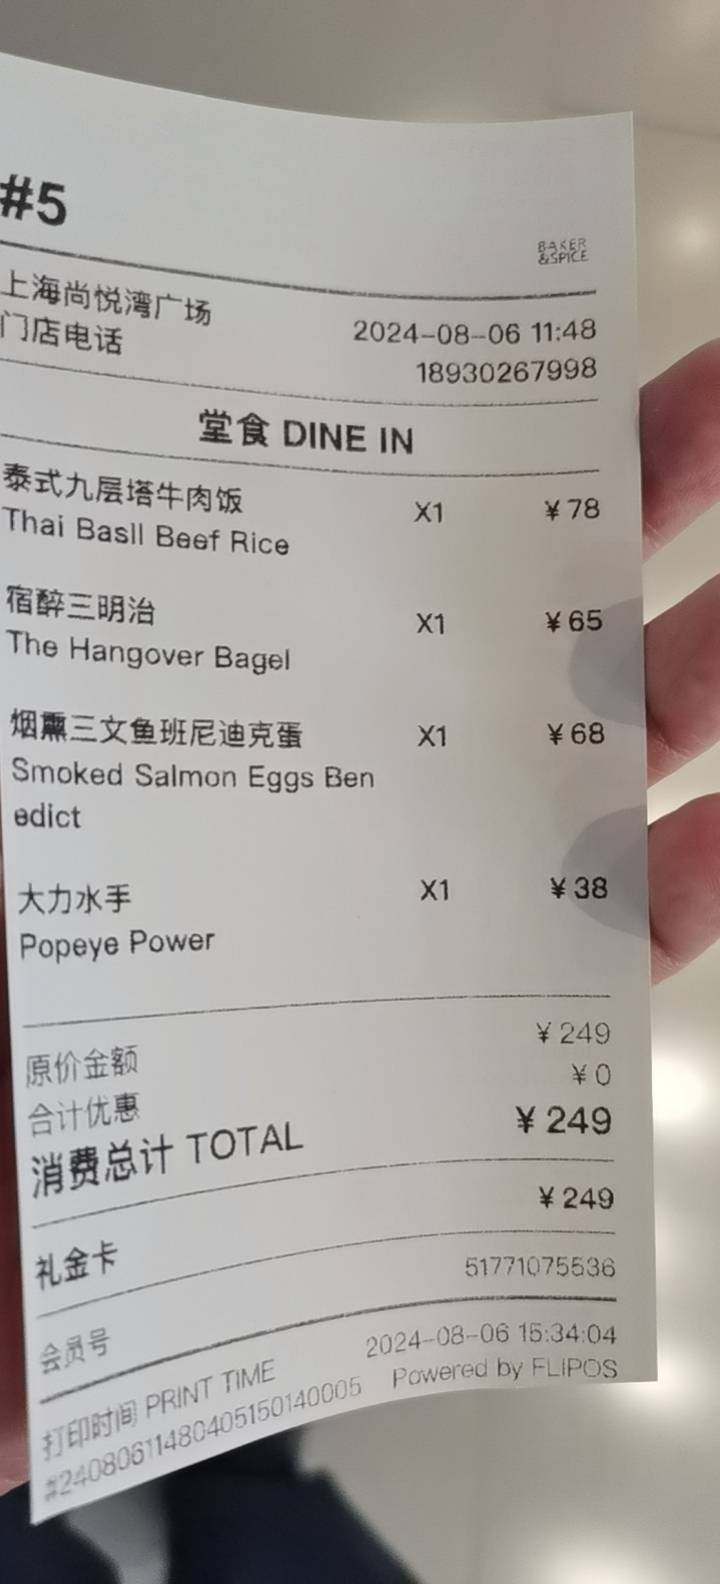 #5
BAKER
&SPICE
上海尚悦湾广场 2024-08-06 11:48
门店电话 18930267998
堂食 DINE IN
泰式九层塔牛肉饭 X1 ¥78
Thai Basil Beef Rice
宿醉三明治 X1 ¥65
The Hangover Bagel
烟熏三文鱼班尼迪克蛋 X1 ¥68
Smoked Salmon Eggs Ben
edict
大力水手 X1 ¥38
Popeye Power
原价金额 ¥249
合计优惠 ¥0
消费总计 TOTAL ¥249
礼金卡 ¥249
会员号 51771075536
打印时间 PRINT TIME 2024-08-06 15:34:04
#24080611480405150140005 Powered by FLIPOS